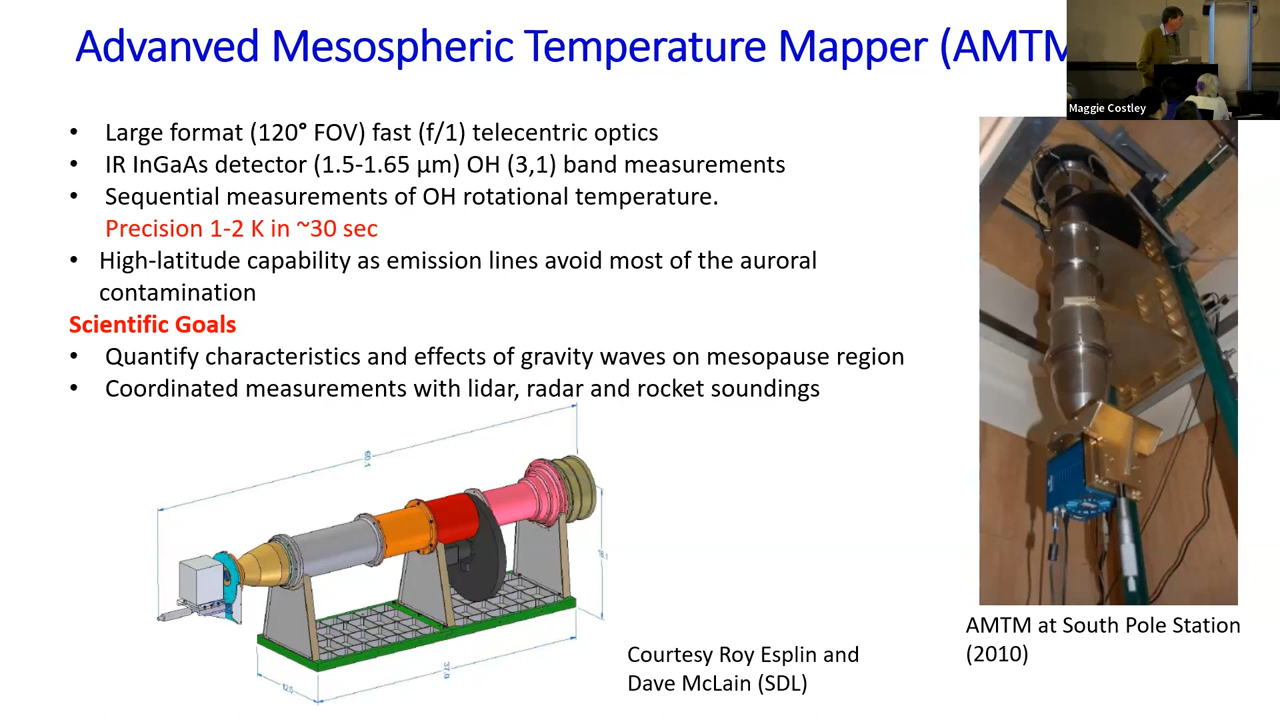 Advanved Mesospheric Temperature Mapper (AMTM
Maggie Costley
• Large format (120° FOV) fast (f/1) telecentric optics
• IR InGaAs detector (1.5-1.65 µm) OH (3,1) band measurements
• Sequential measurements of OH rotational temperature.
Precision 1-2 K in ~30 sec
• High-latitude capability as emission lines avoid most of the auroral
contamination
Scientific Goals
• Quantify characteristics and effects of gravity waves on mesopause region
• Coordinated measurements with lidar, radar and rocket soundings
60.1
12.0
Courtesy Roy Esplin and
Dave McLain (SDL)
AMTM at South Pole Station
(2010)